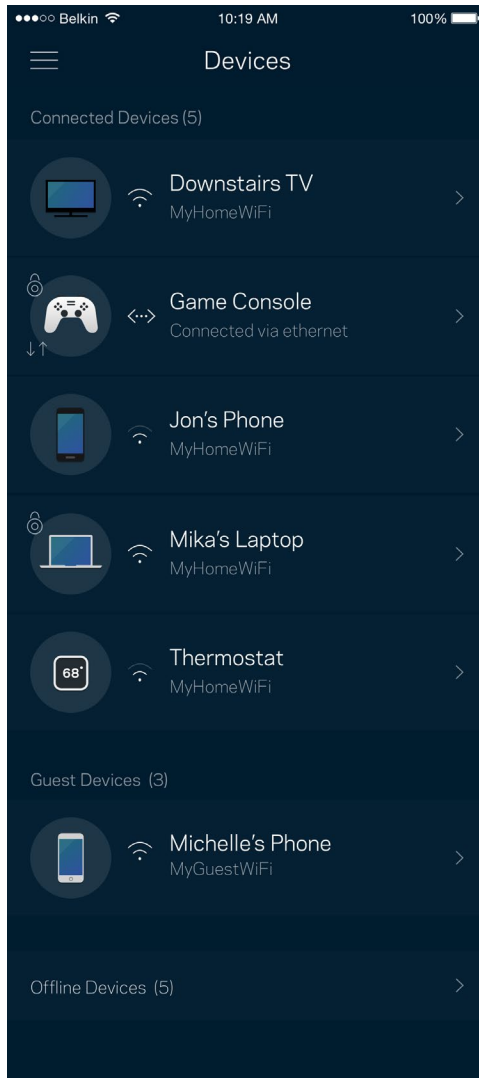 Belkin 10:19 AM 100%
Devices
Connected Devices (5)
Downstairs TV
MyHomeWiFi
Game Console
Connected via ethernet
Jon's Phone
MyHomeWiFi
Mika's Laptop
MyHomeWiFi
68°
Thermostat
MyHomeWiFi
Guest Devices (3)
Michelle's Phone
MyGuestWiFi
Offline Devices (5)